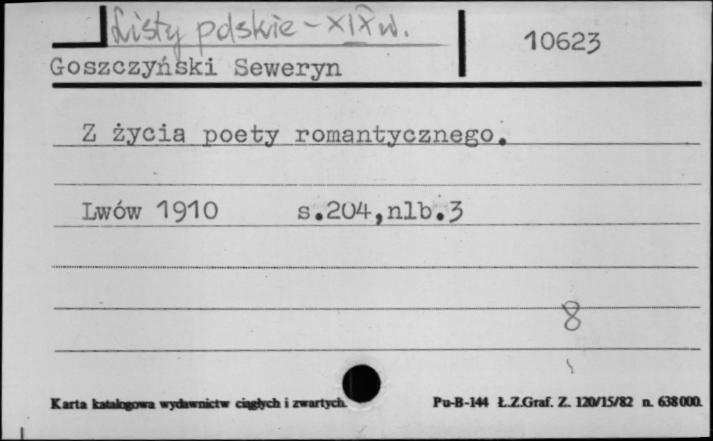 Listy polskie - XIX w.
10623
Goszczyński Seweryn
Z życia poety romantycznego.
Lwów 1910 s.204,nlb.3
8
Karta katalogowa wydawnictw ciągłych i zwartych.
Pu-B-144 Ł.Z.Graf. Z. 120/15/82 n. 638000.